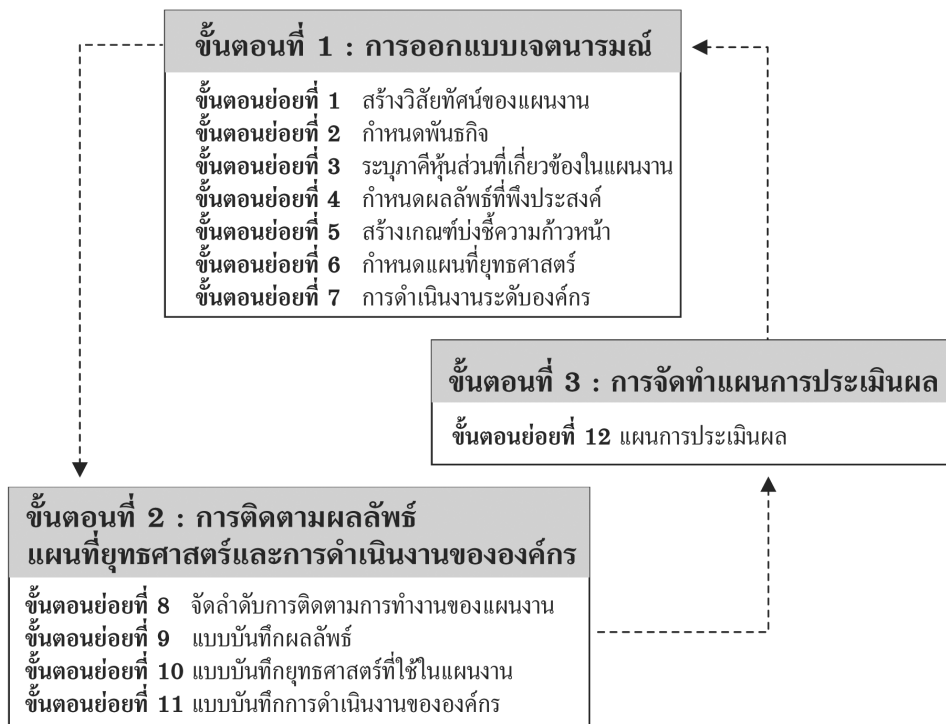 ขั้นตอนที่ 1 : การออกแบบเจตนารมณ์
ขั้นตอนย่อยที่ 1 สร้างวิสัยทัศน์ของแผนงาน
ขั้นตอนย่อยที่ 2 กำหนดพันธกิจ
ขั้นตอนย่อยที่ 3 ระบุภาคีหุ้นส่วนที่เกี่ยวข้องในแผนงาน
ขั้นตอนย่อยที่ 4 กำหนดผลลัพธ์ที่พึงประสงค์
ขั้นตอนย่อยที่ 5 สร้างเกณฑ์บ่งชี้ความก้าวหน้า
ขั้นตอนย่อยที่ 6 กำหนดแผนที่ยุทธศาสตร์
ขั้นตอนย่อยที่ 7 การดำเนินงานระดับองค์กร
ขั้นตอนที่ 2 : การติดตามผลลัพธ์
แผนที่ยุทธศาสตร์และการดำเนินงานขององค์กร
ขั้นตอนย่อยที่ 8 จัดลำดับการติดตามการทำงานของแผนงาน
ขั้นตอนย่อยที่ 9 แบบบันทึกผลลัพธ์
ขั้นตอนย่อยที่ 10 แบบบันทึกยุทธศาสตร์ที่ใช้ในแผนงาน
ขั้นตอนย่อยที่ 11 แบบบันทึกการดำเนินงานขององค์กร
ขั้นตอนที่ 3 : การจัดทำแผนการประเมินผล
ขั้นตอนย่อยที่ 12 แผนการประเมินผล